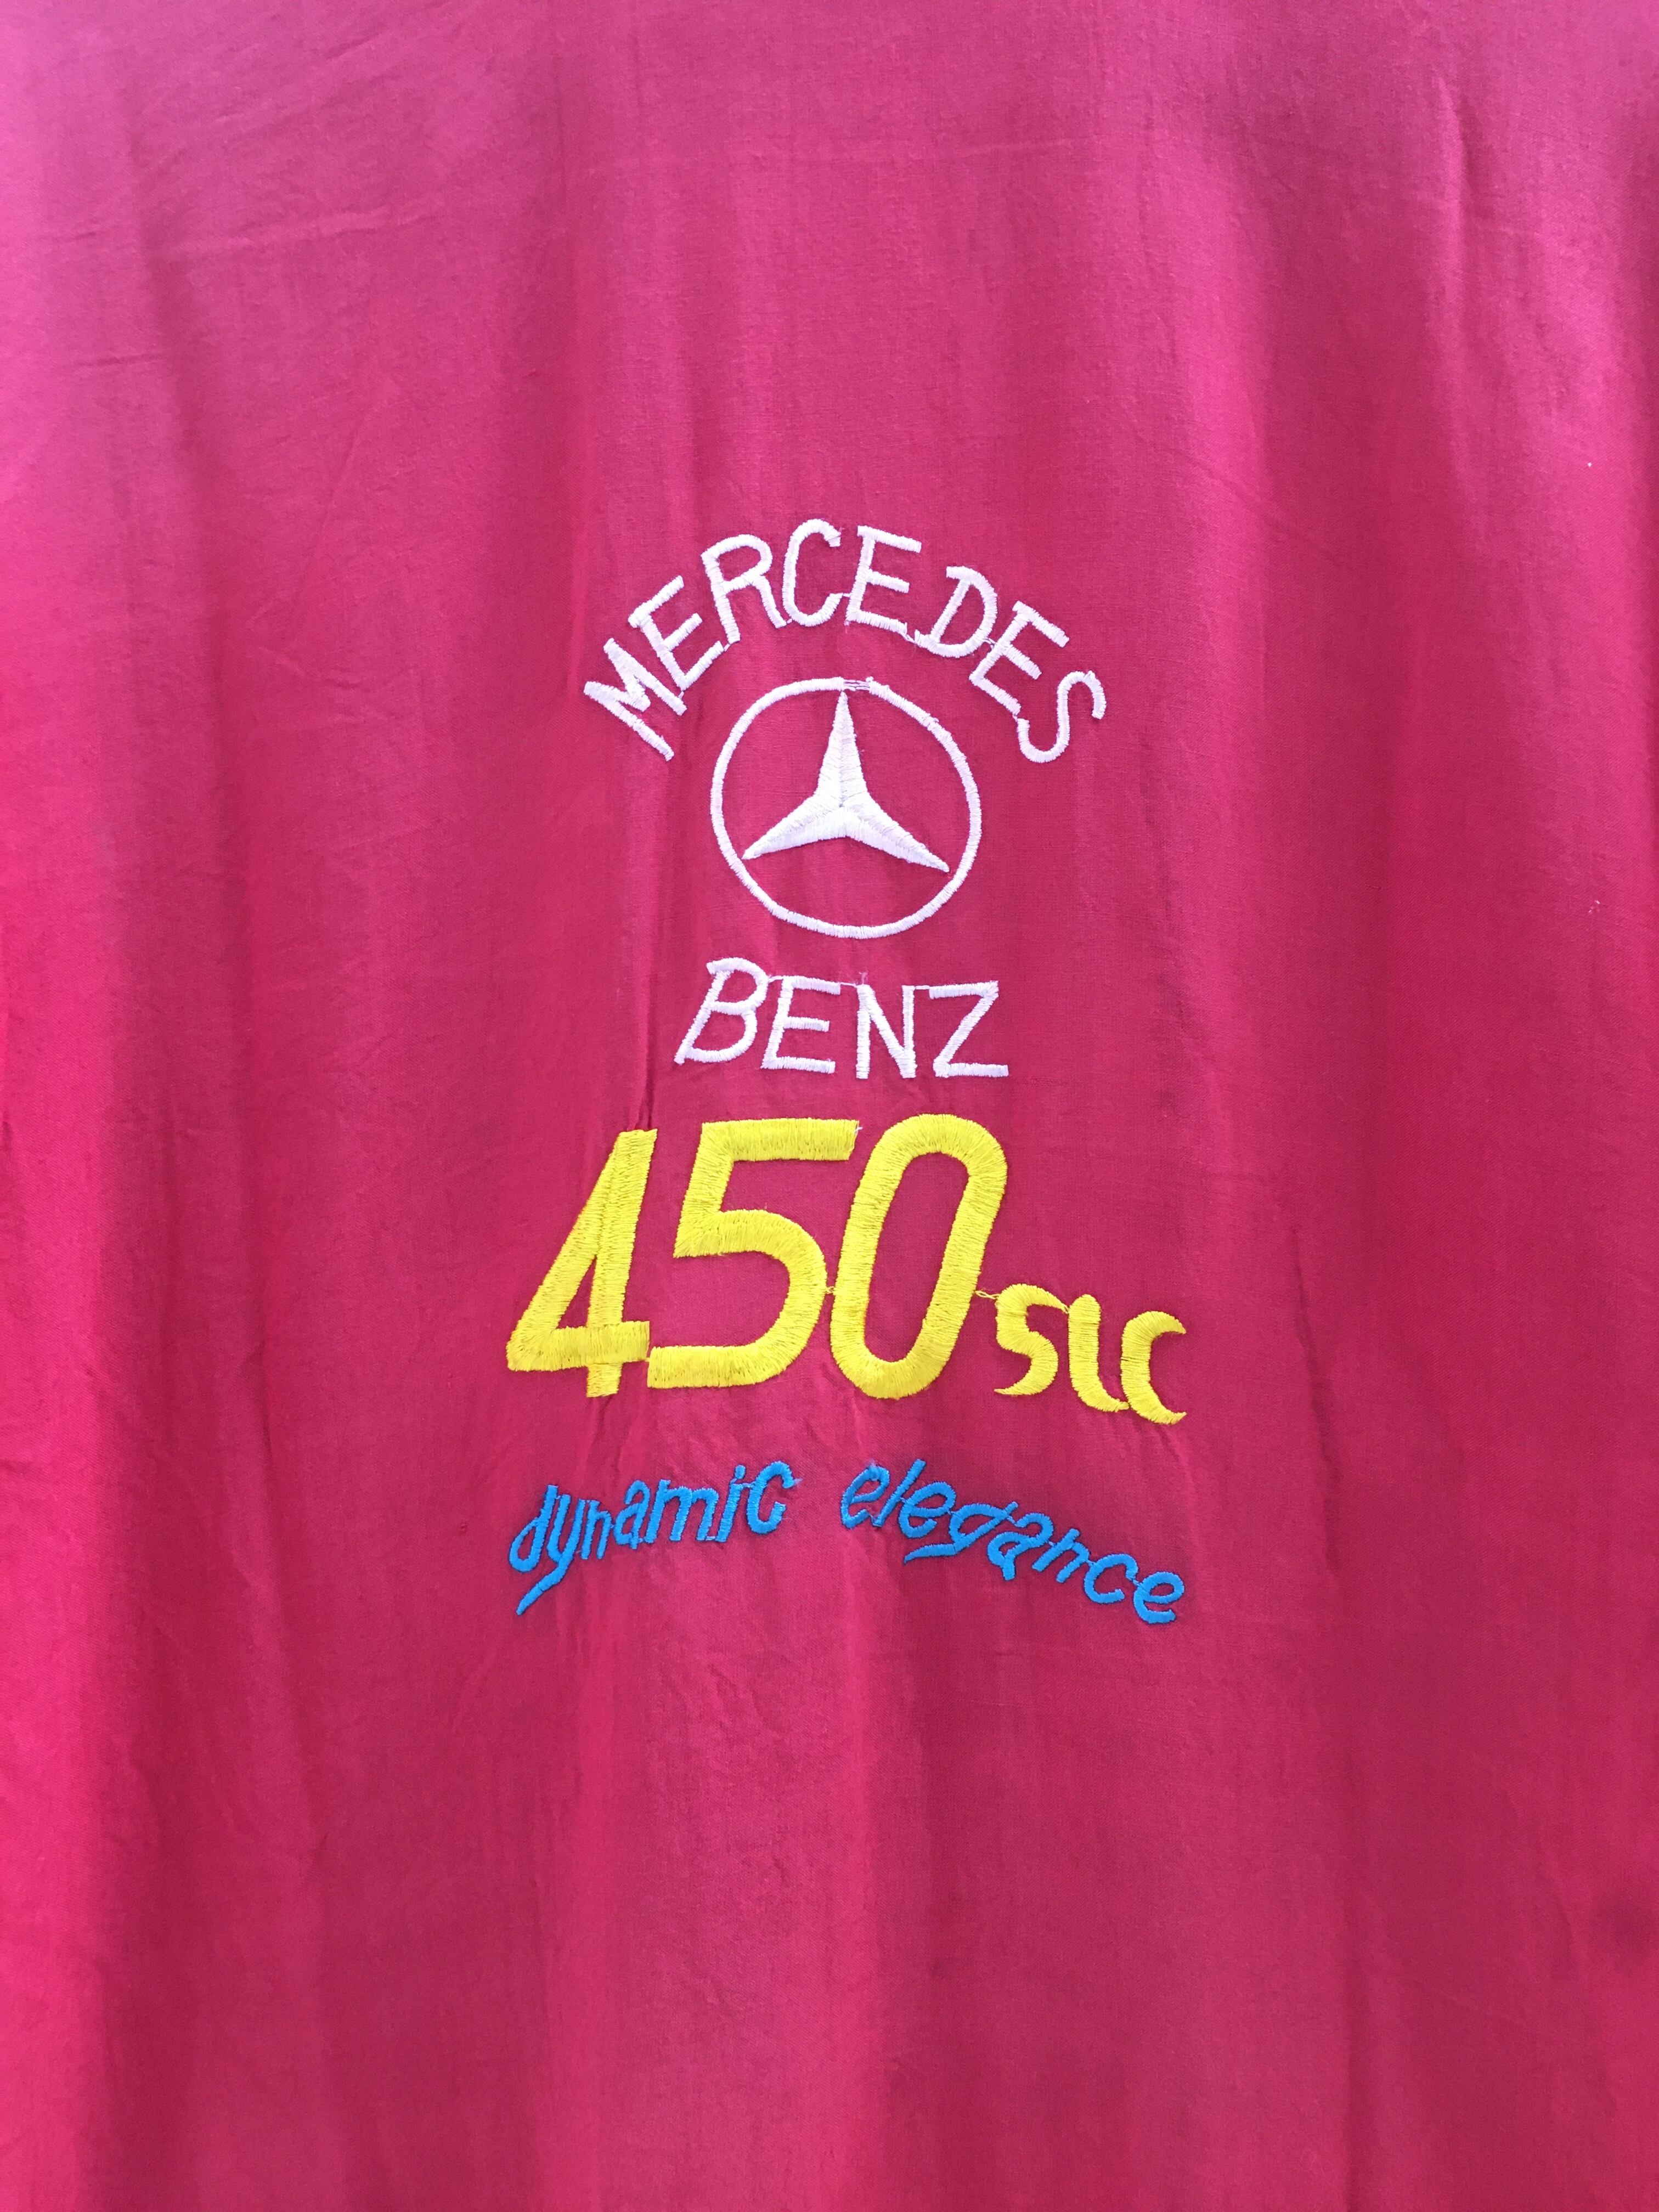 MERCEDES
BENZ
450 SLC
dynamic elegance